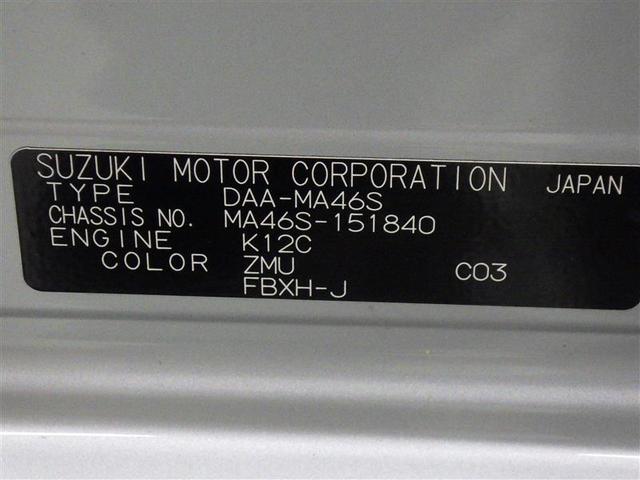 SUZUKI MOTOR CORPORATION JAPAN
TYPE DAA-MA46S
CHASSIS NO. MA46S-151840
ENGINE K12C
COLOR ZMU C03
FBXH-J